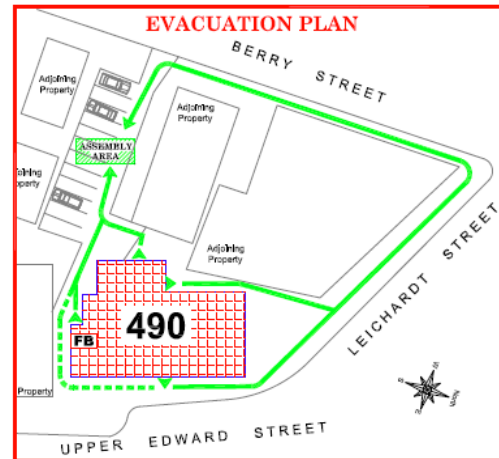 EVACUATION PLAN
BERRY STREET
Adjoining
Property
Adjoining
Property
ASSEMBLY
AREA
Adjoining
Property
Adjoining
Property
LEICHARDT STREET
490
FB
Property
UPPER EDWARD STREET